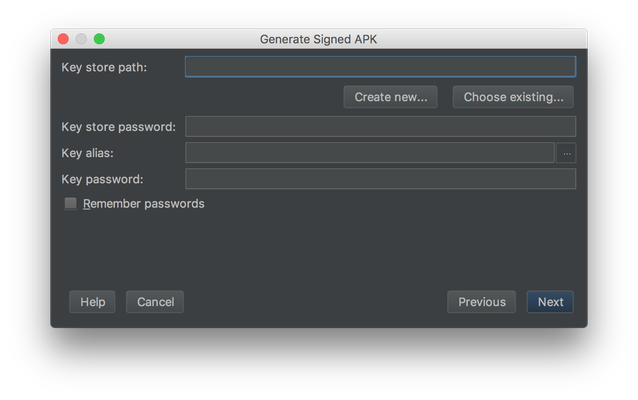 Generate Signed APK
Key store path:
Create new... Choose existing...
Key store password:
Key alias: ...
Key password:
Remember passwords
Help Cancel Previous Next